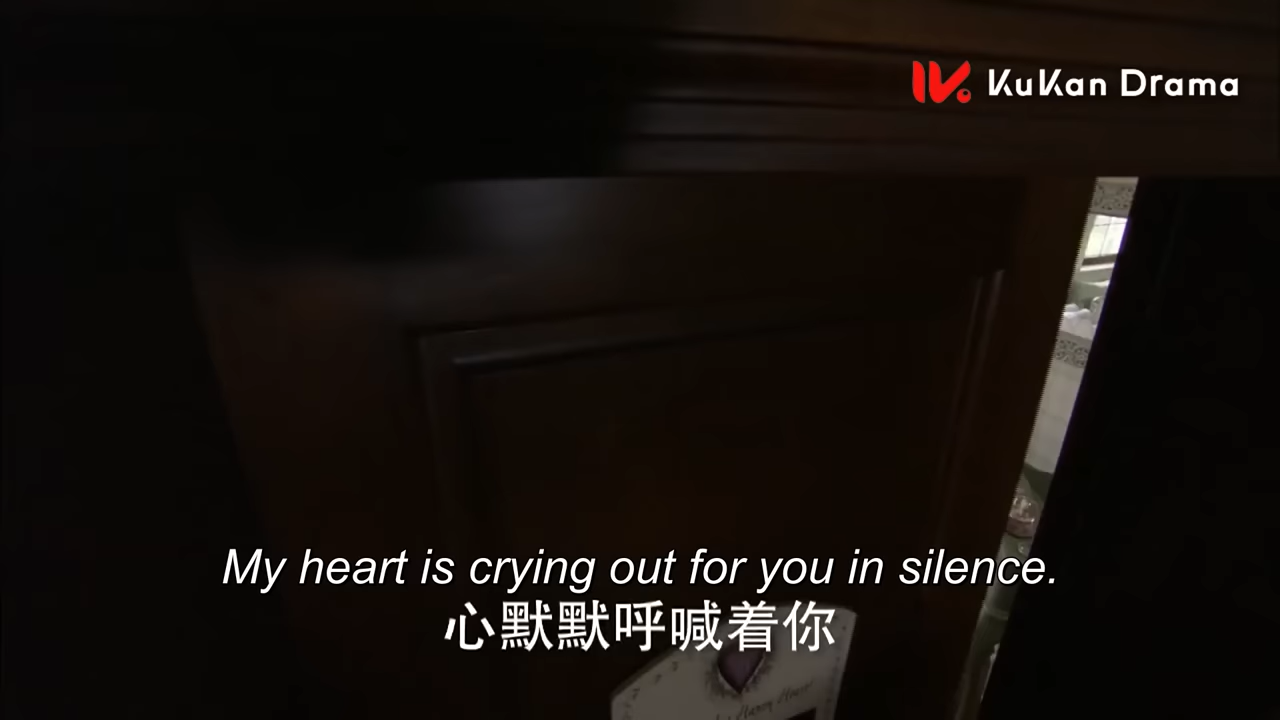 KuKan Drama
My heart is crying out for you in silence.
心默默呼喊着你